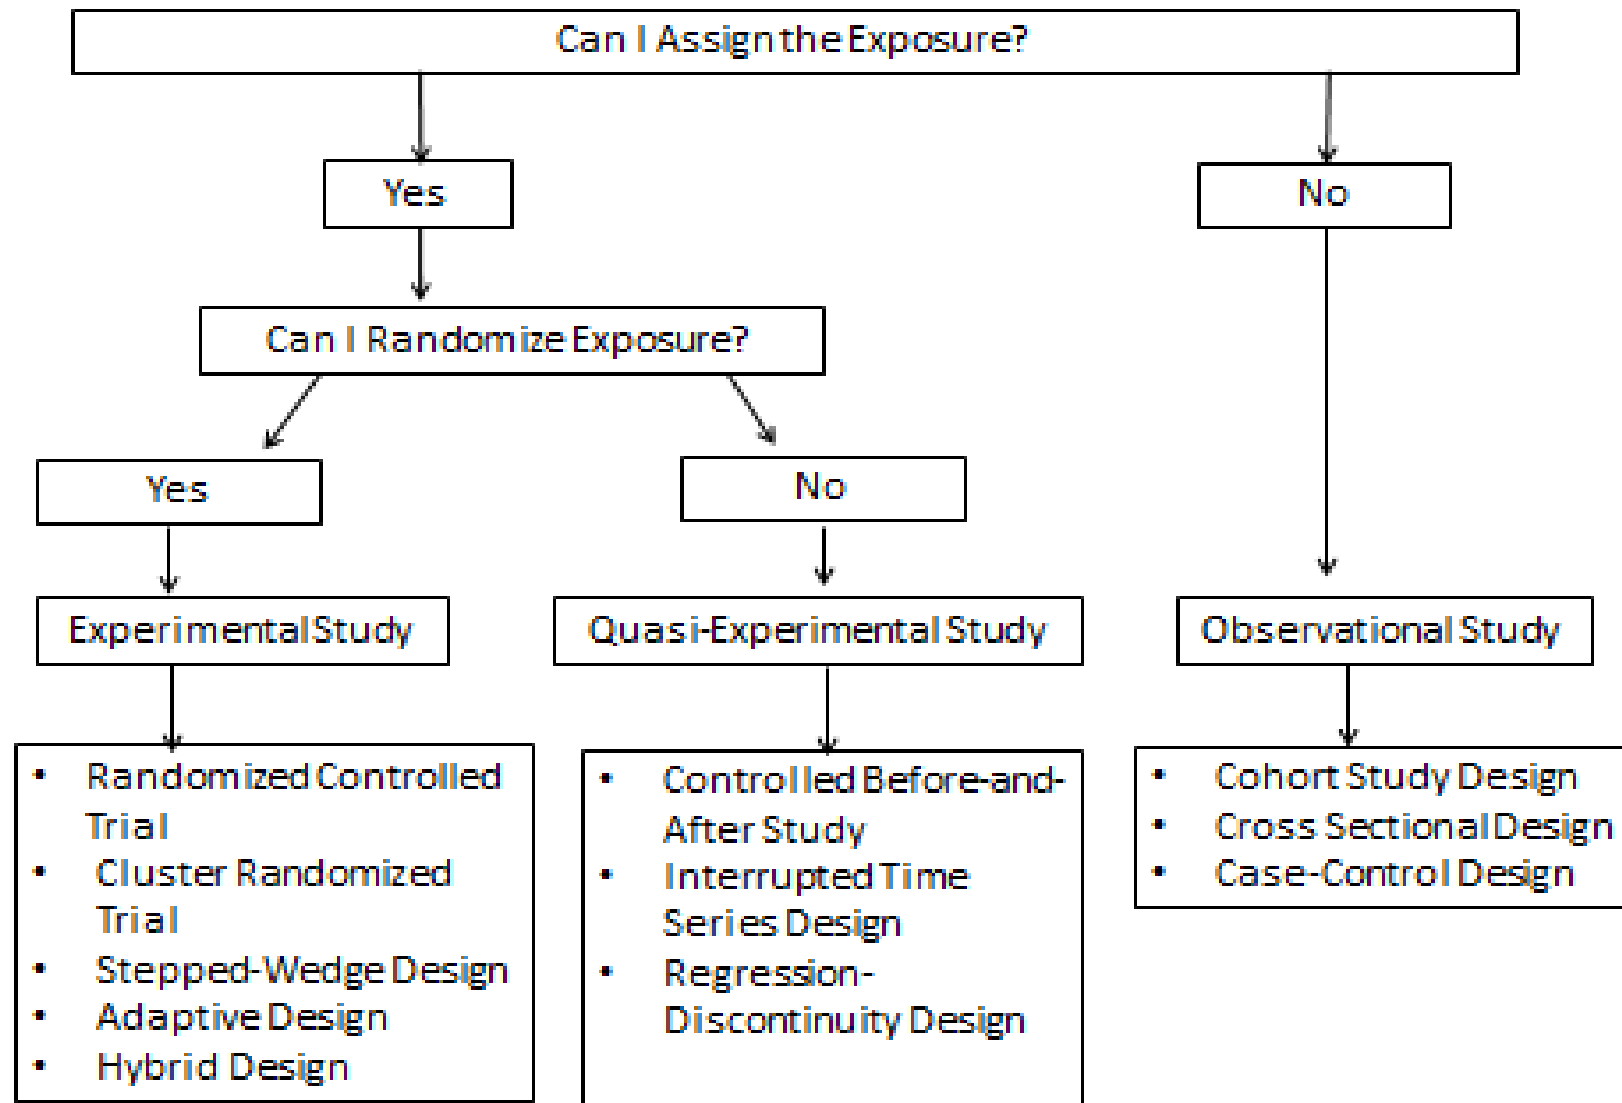 Can I Assign the Exposure?
Yes
No
Can I Randomize Exposure?
Yes
No
Experimental Study
Quasi-Experimental Study
Observational Study
• Randomized Controlled
Trial
• Cluster Randomized
Trial
• Stepped-Wedge Design
• Adaptive Design
• Hybrid Design
• Controlled Before-and-
After Study
• Interrupted Time
Series Design
• Regression-
Discontinuity Design
• Cohort Study Design
• Cross Sectional Design
• Case-Control Design